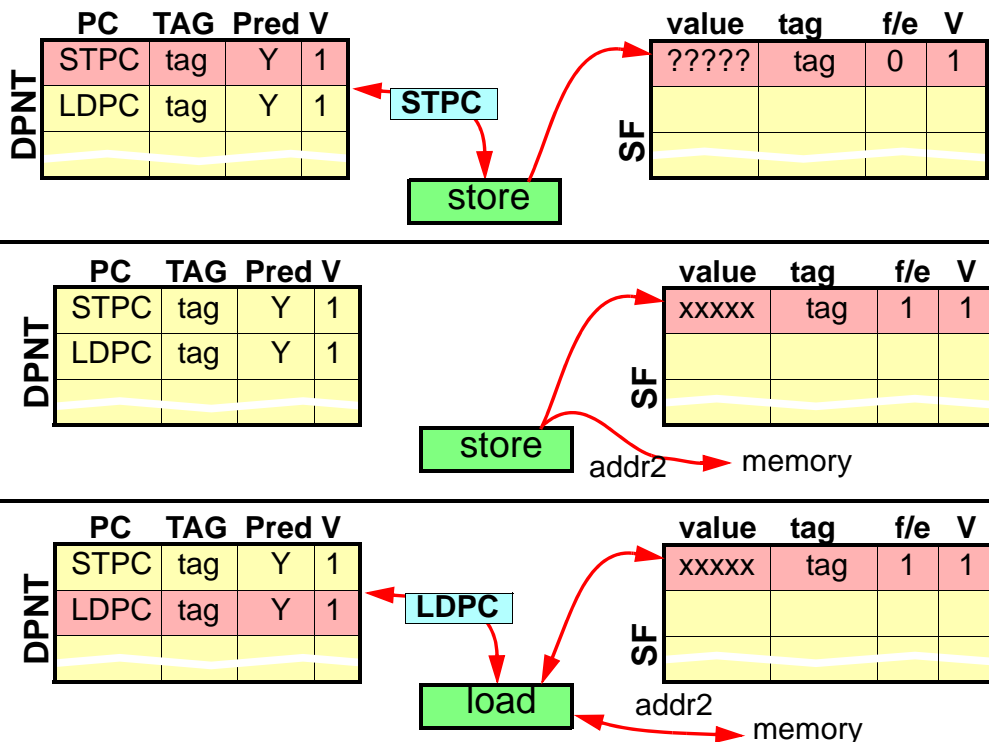 PC TAG Pred V value tag f/e V
DPNT
STPC tag Y 1 ????? tag 0 1
LDPC tag Y 1
STPC
SF
store
PC TAG Pred V value tag f/e V
DPNT
STPC tag Y 1 xxxxx tag 1 1
LDPC tag Y 1
SF
store
addr2 memory
PC TAG Pred V value tag f/e V
DPNT
STPC tag Y 1 xxxxx tag 1 1
LDPC tag Y 1
LDPC
SF
load
addr2
memory